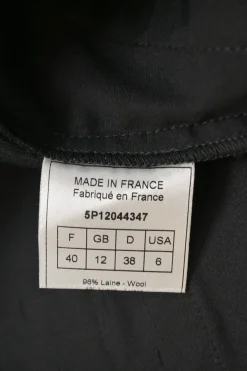 MADE IN FRANCE
Fabriqué en France
5P12044347
F GB D USA
40 12 38 6
98% Laine - Wool